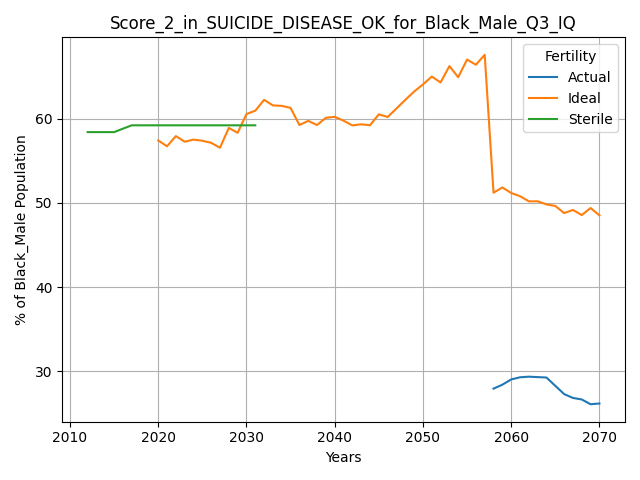 Score_2_in_SUICIDE_DISEASE_OK_for_Black_Male_Q3_IQ
Fertility
Actual
Ideal
Sterile
% of Black_Male Population
60
50
40
30
2010 2020 2030 2040 2050 2060 2070
Years